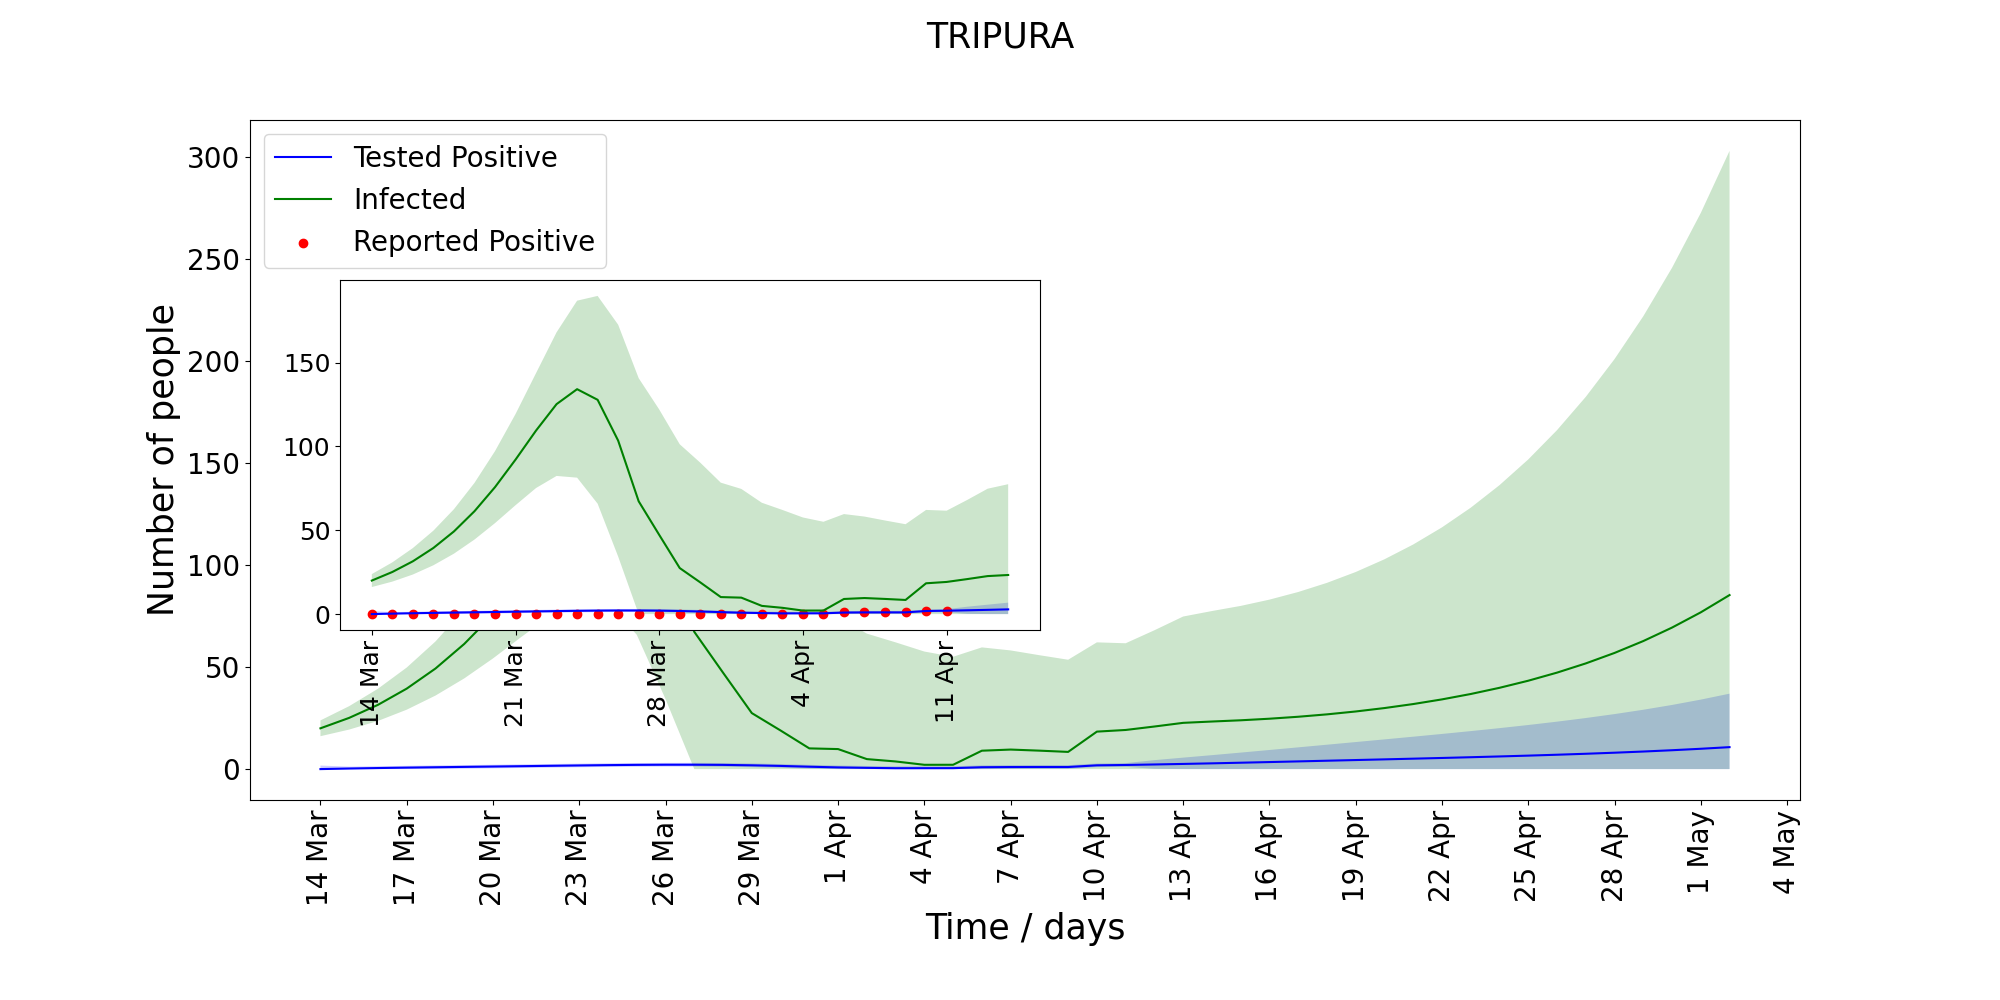 TRIPURA
Tested Positive
Infected
Reported Positive
300
250
200
150
100
50
0
Number of people
150
100
50
0
14 Mar
21 Mar
28 Mar
4 Apr
11 Apr
14 Mar
17 Mar
20 Mar
23 Mar
26 Mar
29 Mar
1 Apr
4 Apr
7 Apr
10 Apr
13 Apr
16 Apr
19 Apr
22 Apr
25 Apr
28 Apr
1 May
4 May
Time / days